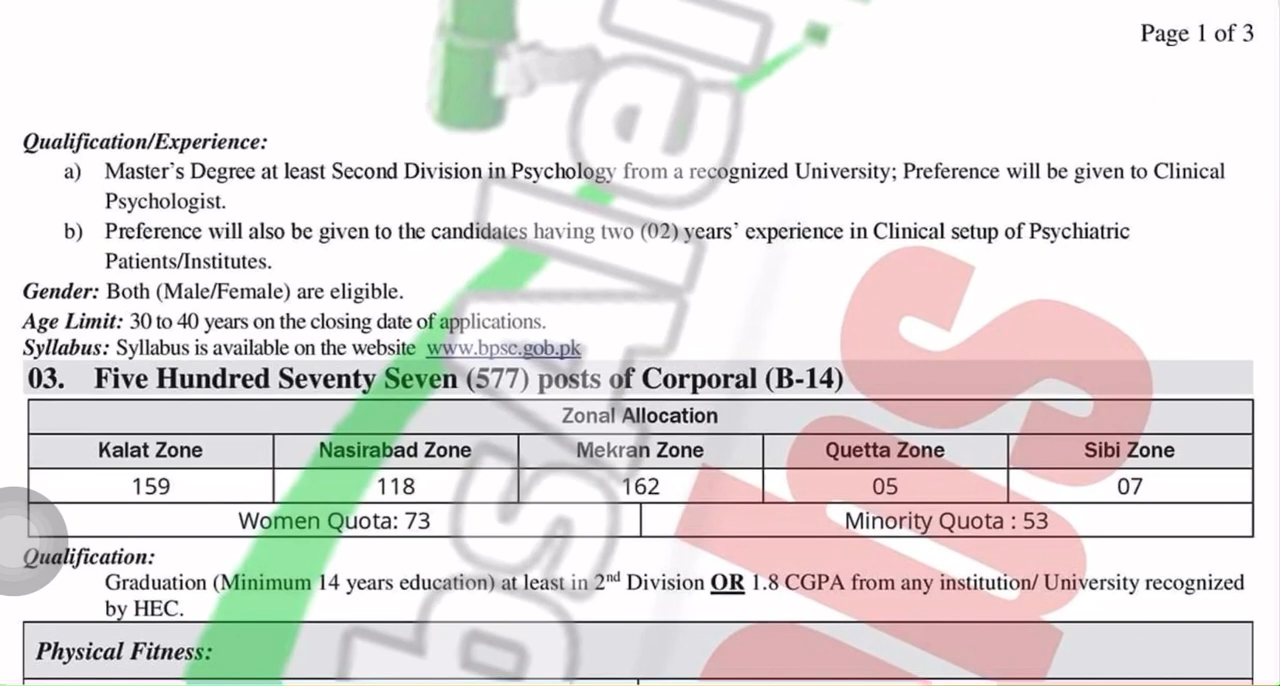 Page 1 of 3
Qualification/Experience:
a) Master's Degree at least Second Division in Psychology from a recognized University; Preference will be given to Clinical
Psychologist.
b) Preference will also be given to the candidates having two (02) years' experience in Clinical setup of Psychiatric
Patients/Institutes.
Gender: Both (Male/Female) are eligible.
Age Limit: 30 to 40 years on the closing date of applications.
Syllabus: Syllabus is available on the website www.bpsc.gob.pk
03. Five Hundred Seventy Seven (577) posts of Corporal (B-14)
Zonal Allocation
Kalat Zone Nasirabad Zone Mekran Zone Quetta Zone Sibi Zone
159 118 162 05 07
Women Quota: 73 Minority Quota : 53
Qualification:
Graduation (Minimum 14 years education) at least in 2nd Division OR 1.8 CGPA from any institution/ University recognized
by HEC.
Physical Fitness: